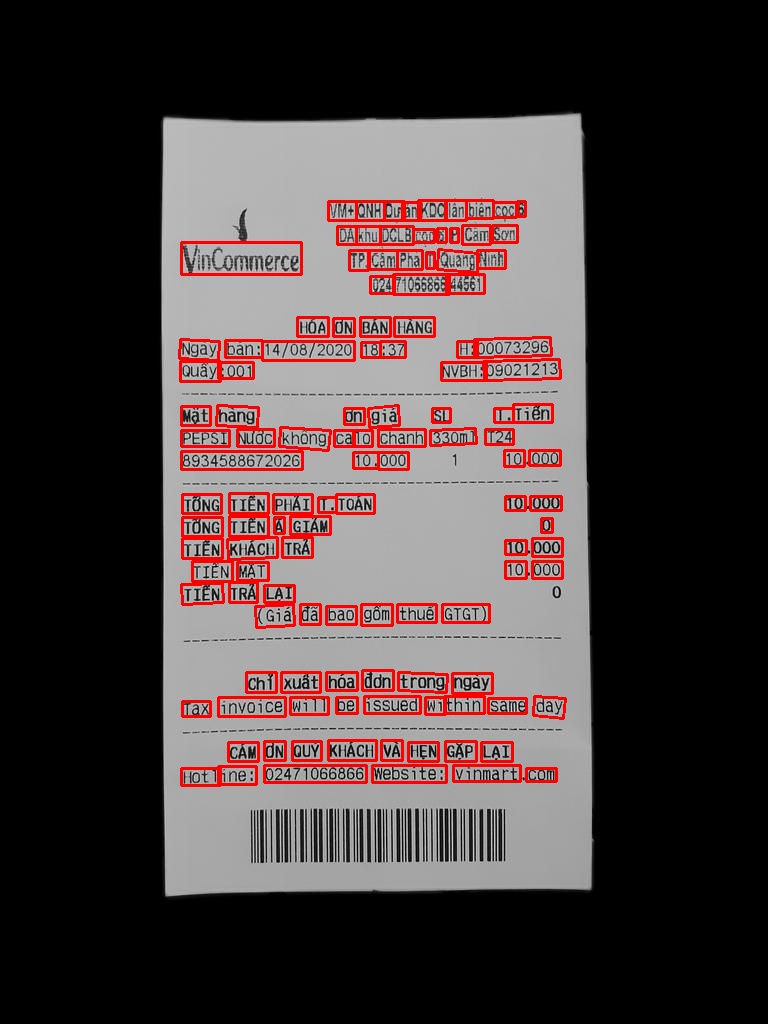 VM+ QNH Dự án KDC lấn biển cọc 6
VinCommerce
DA khu DCLB cọc 6, P. Cẩm Sơn
TP. Cẩm Phả, T. Quảng Ninh
02471066866 44561
HÓA ĐƠN BÁN HÀNG
Ngày bán: 14/08/2020 18:37 HĐ: 00073296
Quầy: 001 NVBH: 09021213
Mặt hàng Đơn giá SL T.Tiền
PEPSI Nước không calo chanh 330ml T24
8934588672026 10.000 1 10.000
TỔNG TIỀN PHẢI T.TOÁN 10.000
TỔNG TIỀN ĐÃ GIẢM 0
TIỀN KHÁCH TRẢ 10.000
TIỀN MẶT 10.000
TIỀN TRẢ LẠI 0
(Giá đã bao gồm thuế GTGT)
Chỉ xuất hóa đơn trong ngày
Tax invoice will be issued within same day
CẢM ƠN QUÝ KHÁCH VÀ HẸN GẶP LẠI
Hotline: 02471066866 Website: vinmart.com